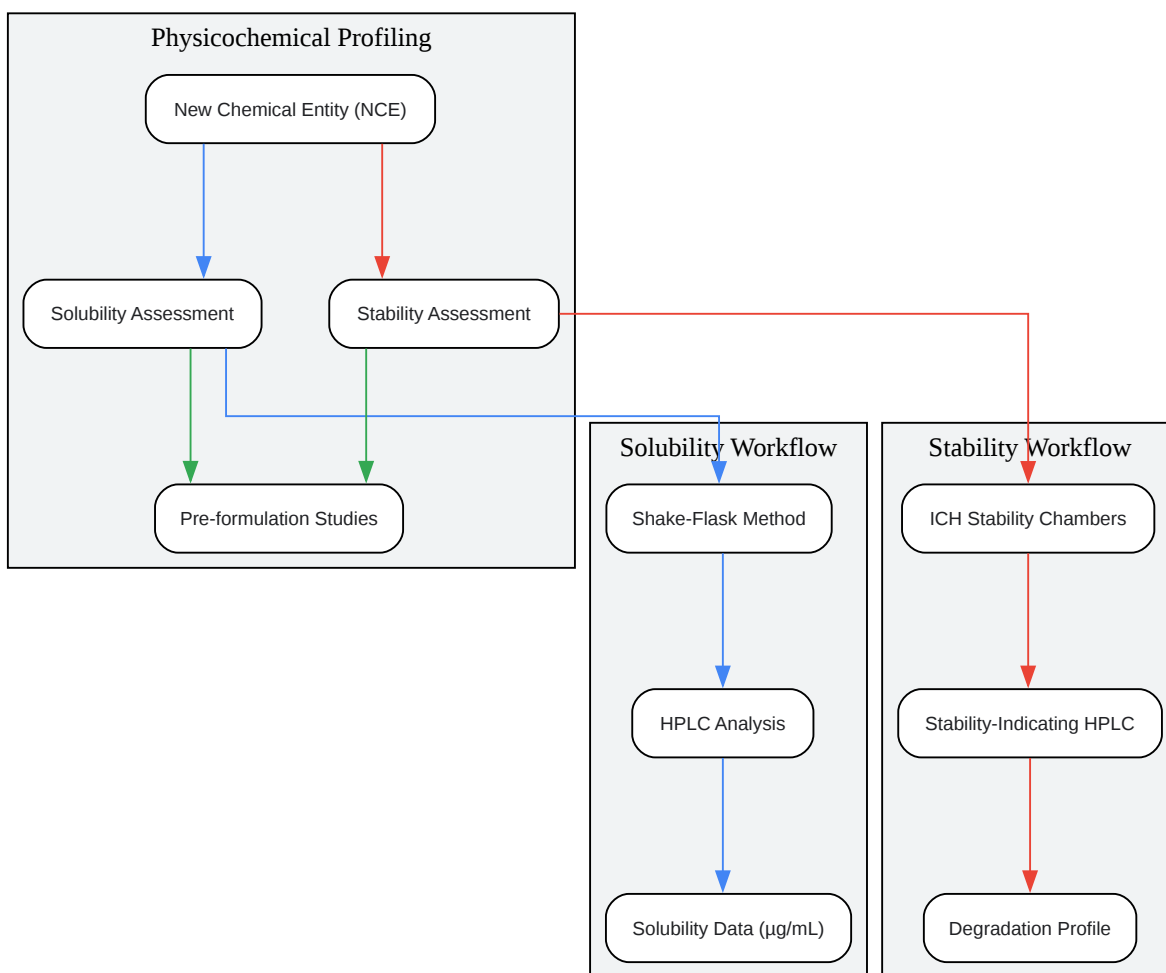 Physicochemical Profiling
New Chemical Entity (NCE)
Solubility Assessment
Stability Assessment
Pre-formulation Studies
Solubility Workflow
Shake-Flask Method
HPLC Analysis
Solubility Data (µg/mL)
Stability Workflow
ICH Stability Chambers
Stability-Indicating HPLC
Degradation Profile